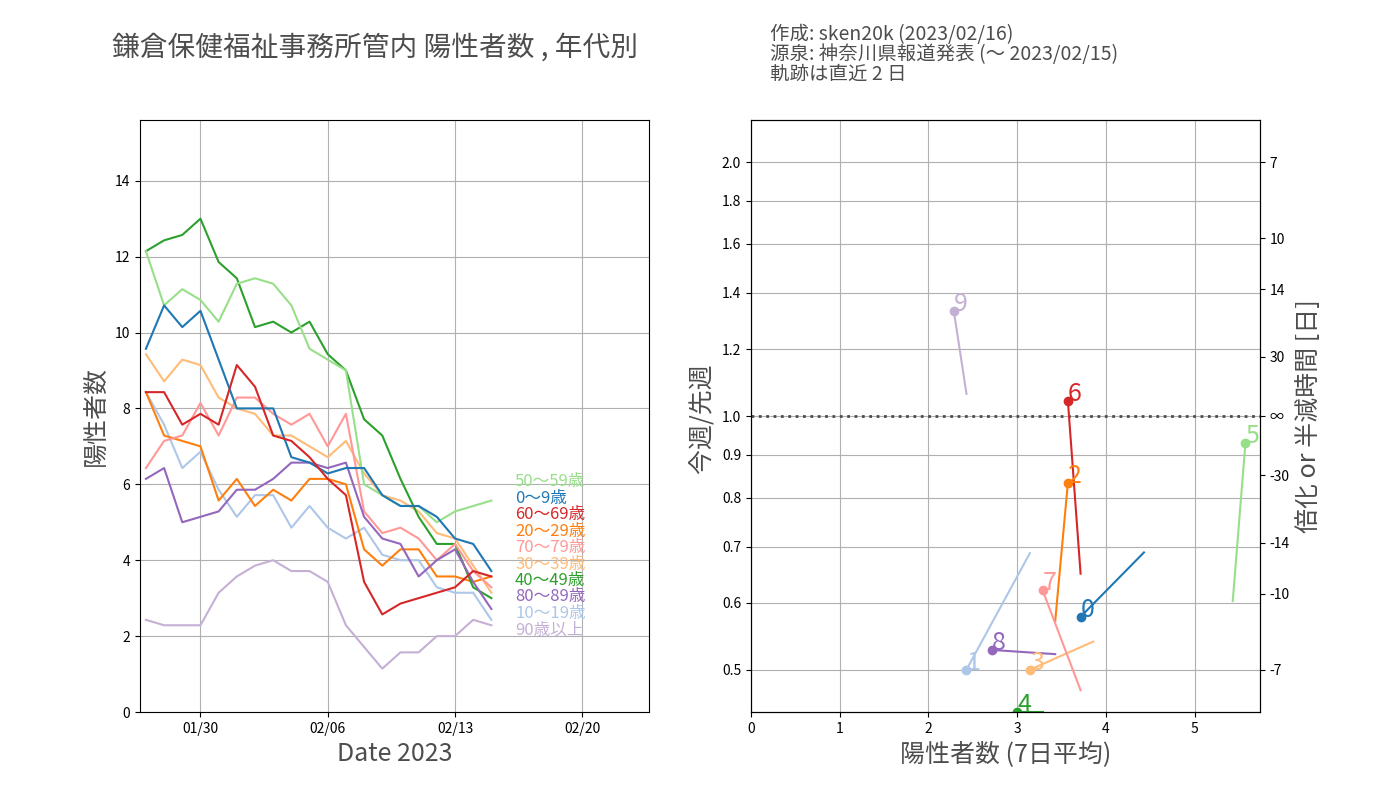 鎌倉保健福祉事務所管内 陽性者数 , 年代別
作成: sken20k (2023/02/16)
源泉: 神奈川県報道発表 (～ 2023/02/15)
軌跡は直近 2 日
陽性者数
14
12
10
8
6
4
2
0
50～59歳
0～9歳
60～69歳
20～29歳
70～79歳
30～39歳
40～49歳
80～89歳
10～19歳
90歳以上
01/30
02/06
02/13
02/20
Date 2023
今週/先週
2.0
1.8
1.6
1.4
1.2
1.0
0.9
0.8
0.7
0.6
0.5
9
6
5
2
7
0
8
1
3
4
0
1
2
3
4
5
陽性者数 (7日平均)
7
10
14
30
∞
-30
-14
-10
-7
倍化 or 半減時間 [日]